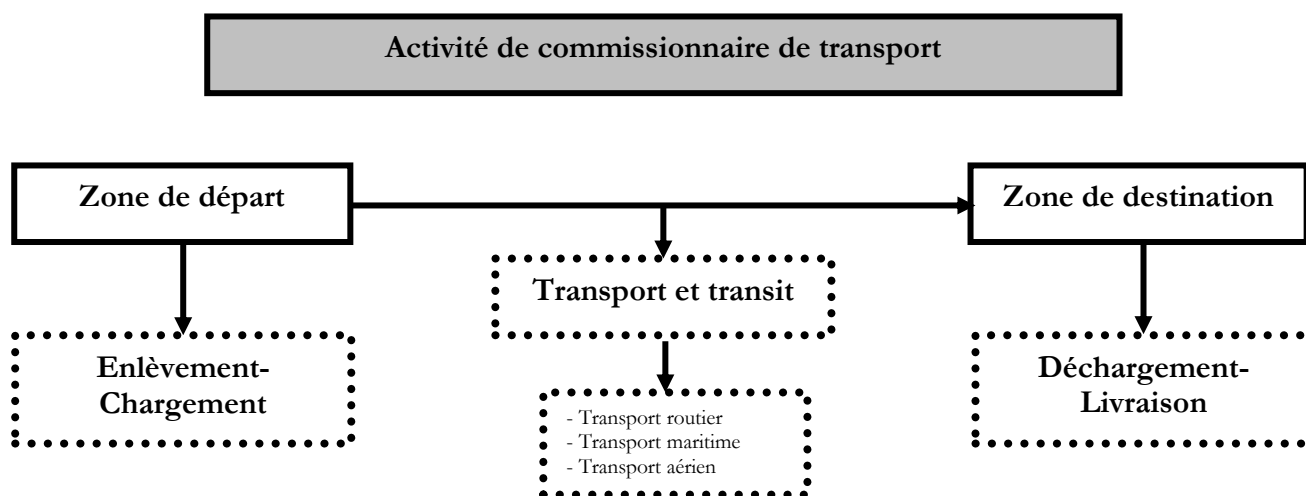 Activité de commissionnaire de transport
Zone de départ
Zone de destination
Transport et transit
Enlèvement-
Chargement
Déchargement-
Livraison
- Transport routier
- Transport maritime
- Transport aérien